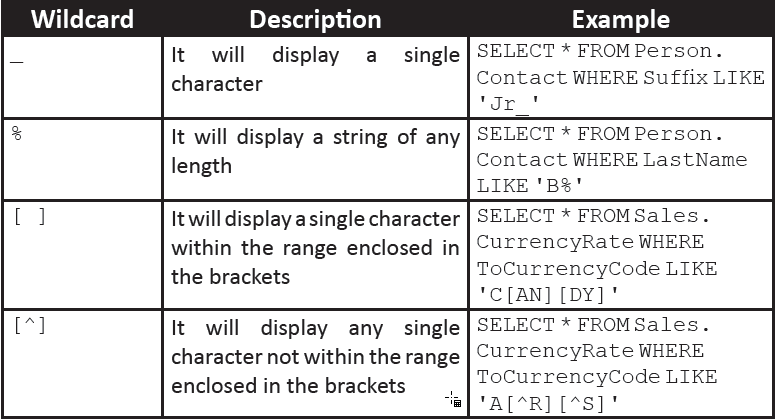 Wildcard Description Example
_ It will display a single character SELECT * FROM Person.
Contact WHERE Suffix LIKE
'Jr_'
% It will display a string of any length SELECT * FROM Person.
Contact WHERE LastName
LIKE 'B%'
[ ] It will display a single character within the range enclosed in the brackets SELECT * FROM Sales.
CurrencyRate WHERE
ToCurrencyCode LIKE
'C[AN][DY]'
[^] It will display any single character not within the range enclosed in the brackets SELECT * FROM Sales.
CurrencyRate WHERE
ToCurrencyCode LIKE
'A[^R][^S]'